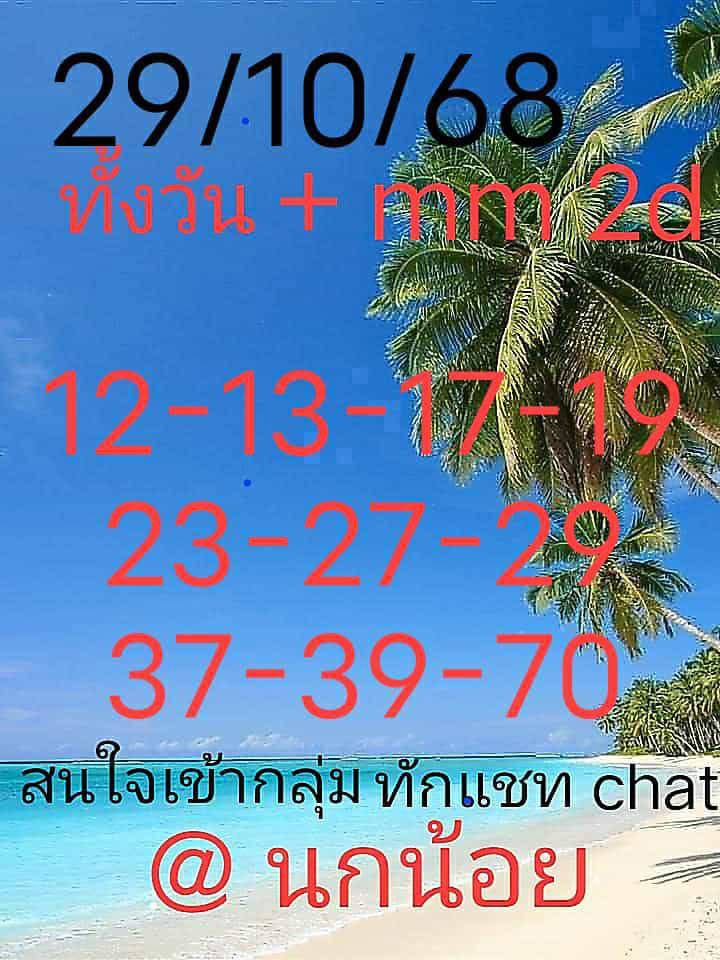 29/10/68
ทั้งวัน + mm 2d
12-13-17-19
23-27-29
37-39-70
สนใจเข้ากลุ่ม ทักแชท chat
@ นกน้อย